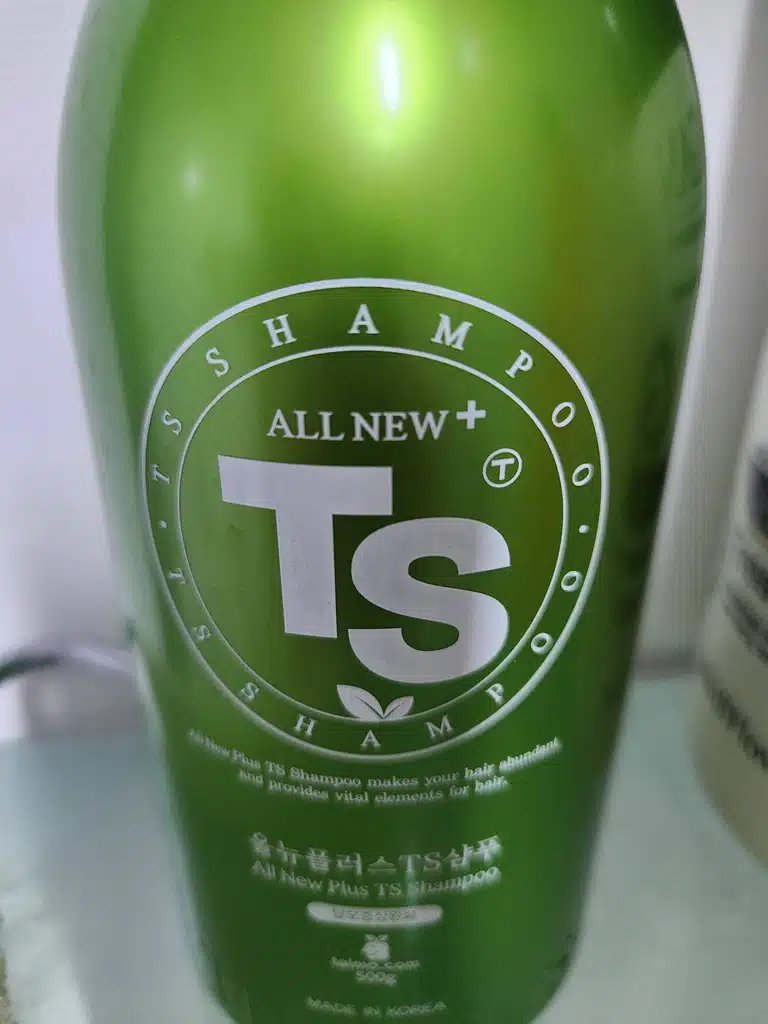 TS SHAMPOO · TS SHAMPOO ·
ALL NEW+
T
TS
All New Plus TS Shampoo makes your hair abundant
and provides vital elements for hair.
올뉴플러스TS샴푸
All New Plus TS Shampoo
500g
MADE IN KOREA